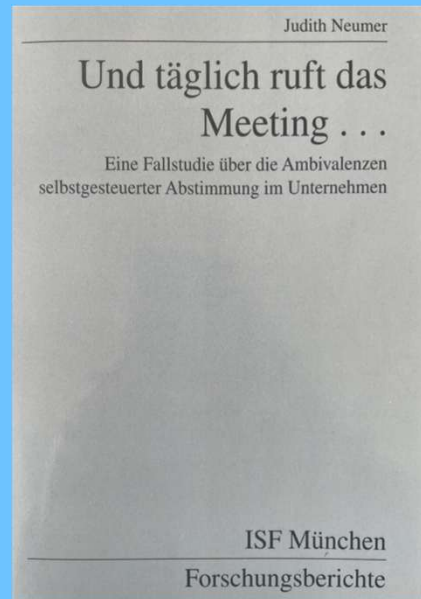 Judith Neumer
Und täglich ruft das
Meeting . . .
Eine Fallstudie über die Ambivalenzen
selbstgesteuerter Abstimmung im Unternehmen
ISF München
Forschungsberichte